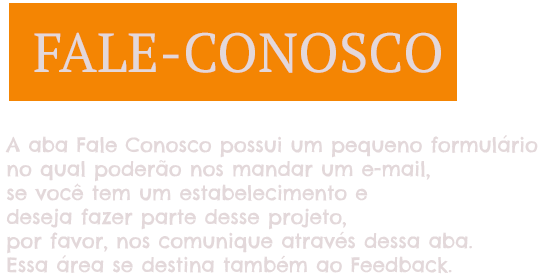 FALE-CONOSCO
A aba Fale Conosco possui um pequeno formulário
no qual poderão nos mandar um e-mail,
se você tem um estabelecimento e
deseja fazer parte desse projeto,
por favor, nos comunique através dessa aba.
Essa área se destina também ao Feedback.